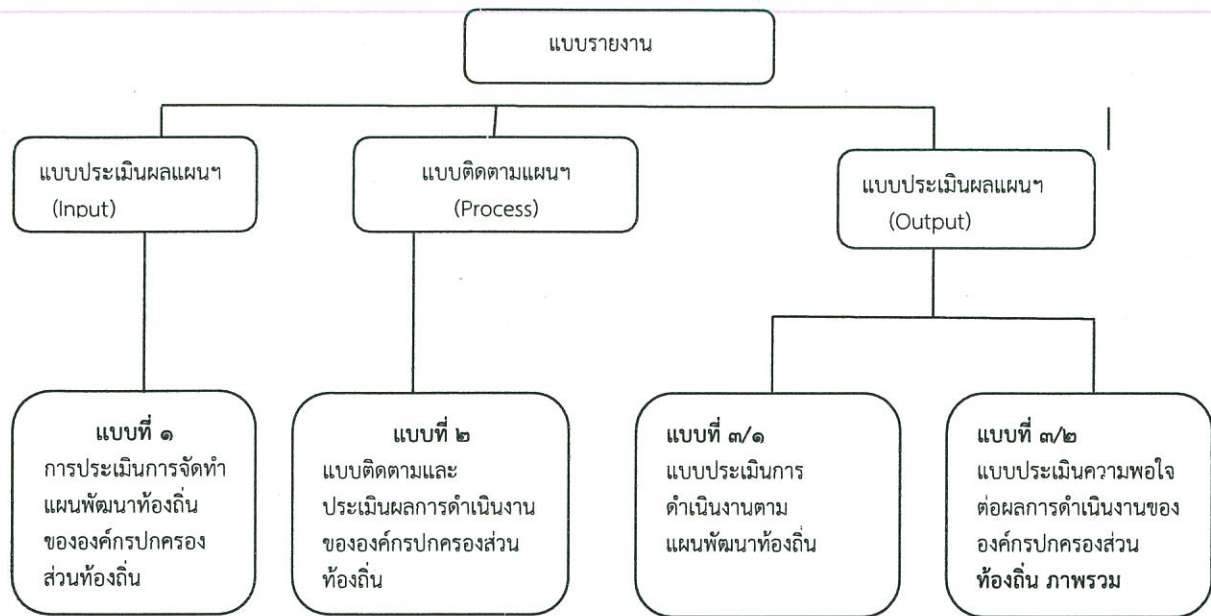 แบบรายงาน
แบบประเมินผลแผนฯ
(Input)
แบบติดตามแผนฯ
(Process)
แบบประเมินผลแผนฯ
(Output)
แบบที่ ๑
การประเมินการจัดทำ
แผนพัฒนาท้องถิ่น
ขององค์กรปกครอง
ส่วนท้องถิ่น
แบบที่ ๒
แบบติดตามและ
ประเมินผลการดำเนินงาน
ขององค์กรปกครองส่วน
ท้องถิ่น
แบบที่ ๓/๑
แบบประเมินการ
ดำเนินงานตาม
แผนพัฒนาท้องถิ่น
แบบที่ ๓/๒
แบบประเมินความพอใจ
ต่อผลการดำเนินงานของ
องค์กรปกครองส่วน
ท้องถิ่น ภาพรวม